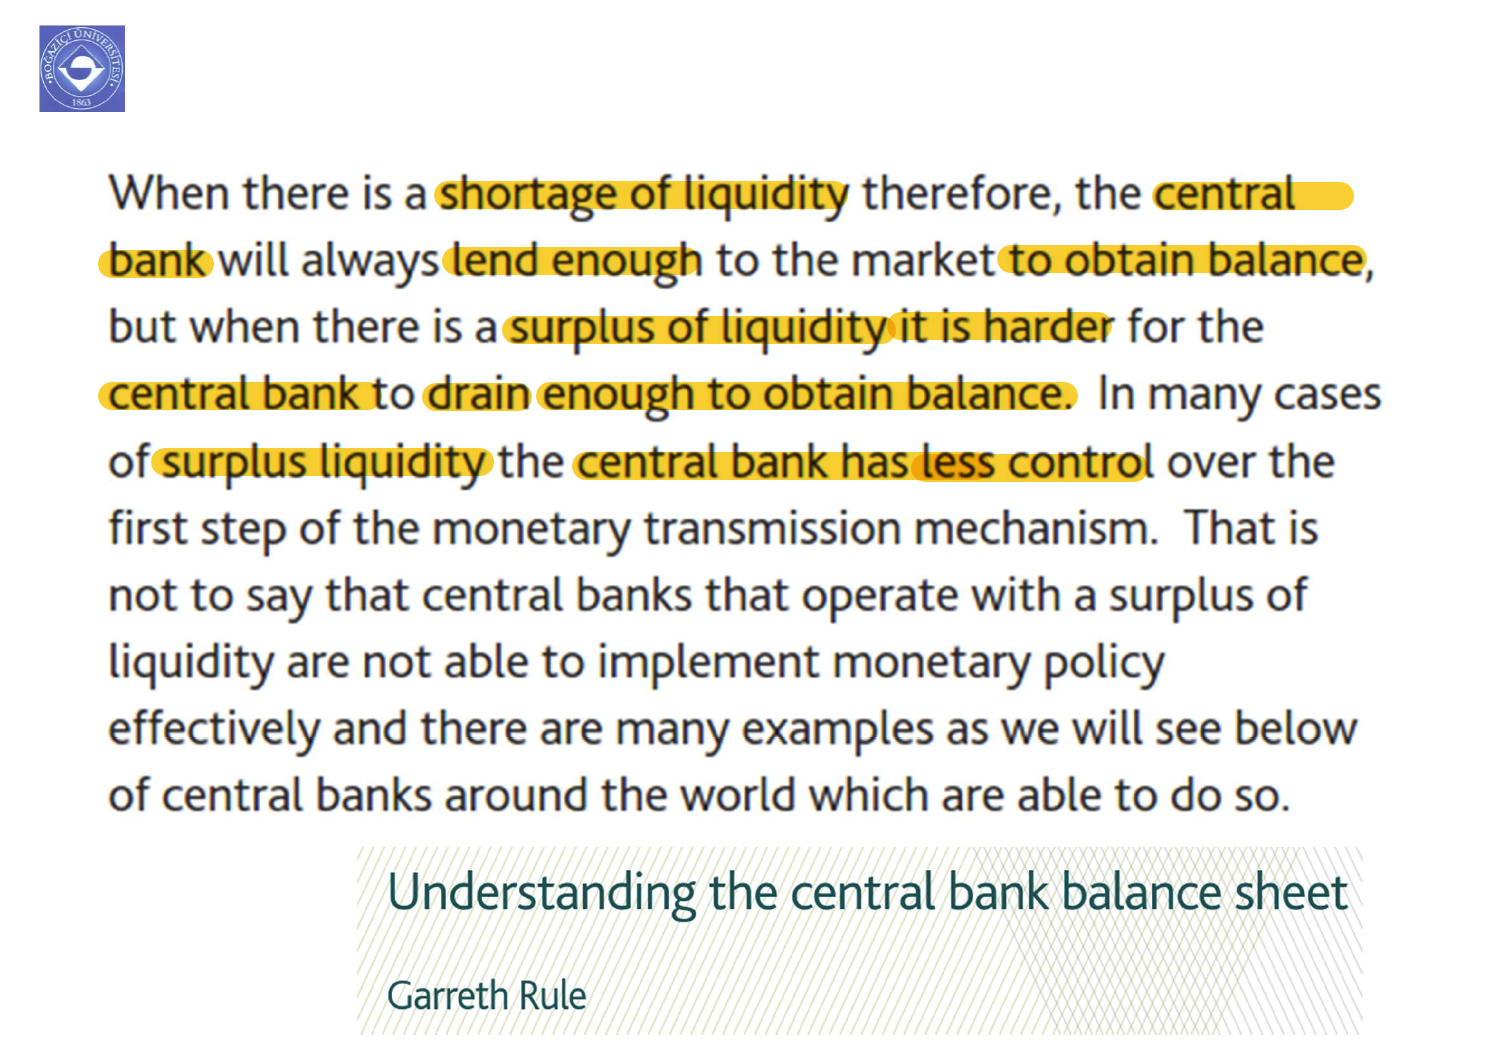 BOĞAZİÇİ ÜNİVERSİTESİ
1863
When there is a shortage of liquidity therefore, the central
bank will always lend enough to the market to obtain balance,
but when there is a surplus of liquidity it is harder for the
central bank to drain enough to obtain balance. In many cases
of surplus liquidity the central bank has less control over the
first step of the monetary transmission mechanism. That is
not to say that central banks that operate with a surplus of
liquidity are not able to implement monetary policy
effectively and there are many examples as we will see below
of central banks around the world which are able to do so.
Understanding the central bank balance sheet
Garreth Rule